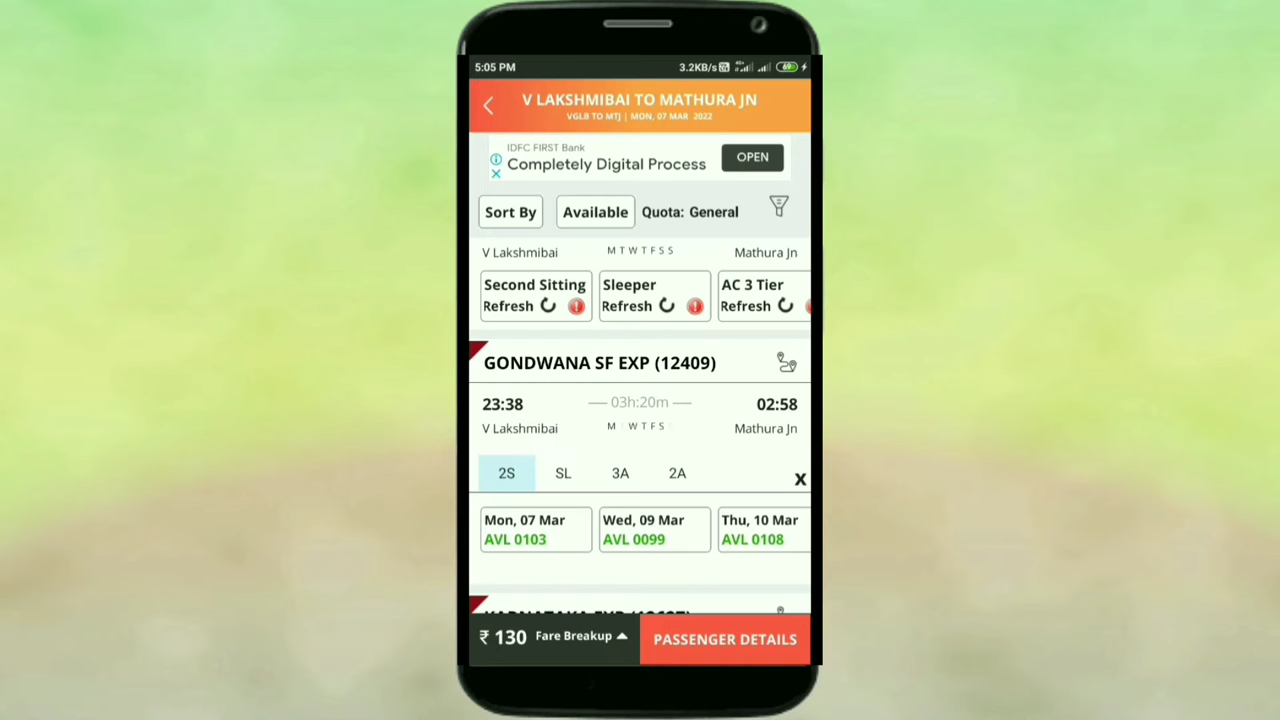 5:05 PM 3.2KB/s 4G+ 69
V LAKSHMIBAI TO MATHURA JN
VGLB TO MTJ | MON, 07 MAR 2022
IDFC FIRST Bank
Completely Digital Process OPEN
Sort By Available Quota: General
V Lakshmibai M T W T F S S Mathura Jn
Second Sitting Sleeper AC 3 Tier
Refresh Refresh Refresh
GONDWANA SF EXP (12409)
23:38 03h:20m 02:58
V Lakshmibai M W T F S Mathura Jn
2S SL 3A 2A X
Mon, 07 Mar Wed, 09 Mar Thu, 10 Mar
AVL 0103 AVL 0099 AVL 0108
₹ 130 Fare Breakup PASSENGER DETAILS